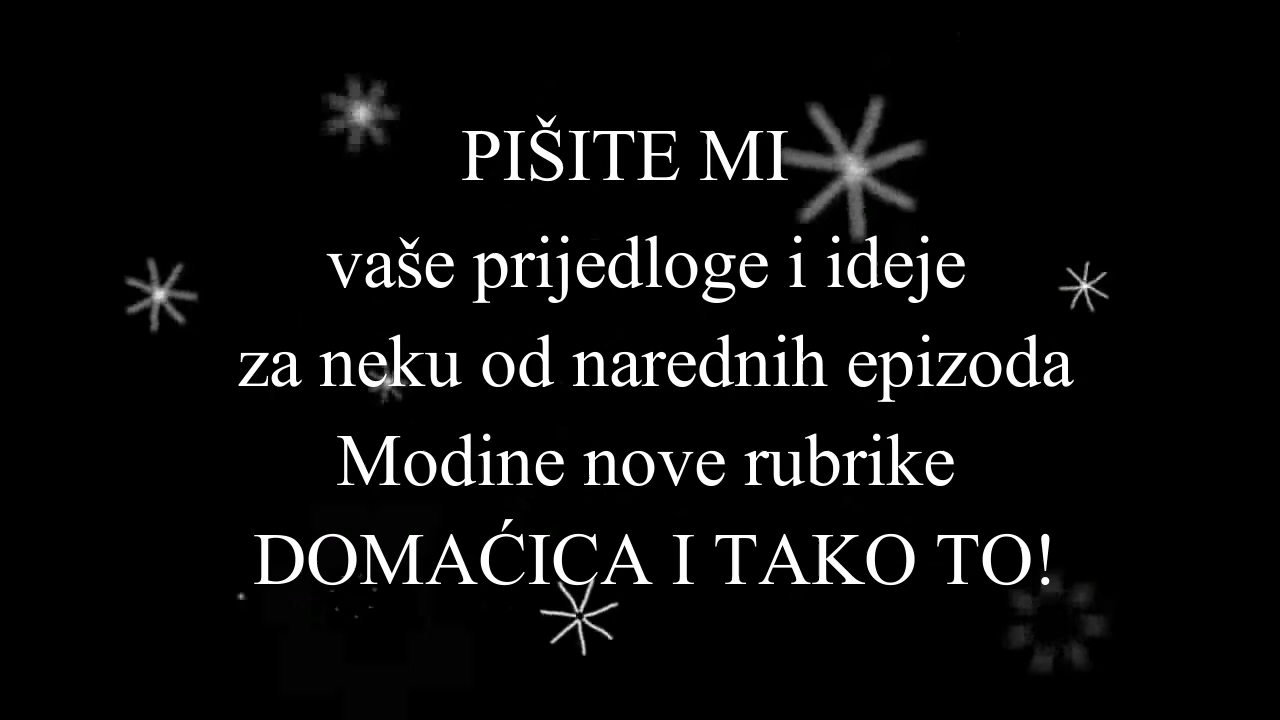 PIŠITE MI
vaše prijedloge i ideje
za neku od narednih epizoda
Modine nove rubrike
DOMAĆICA I TAKO TO!